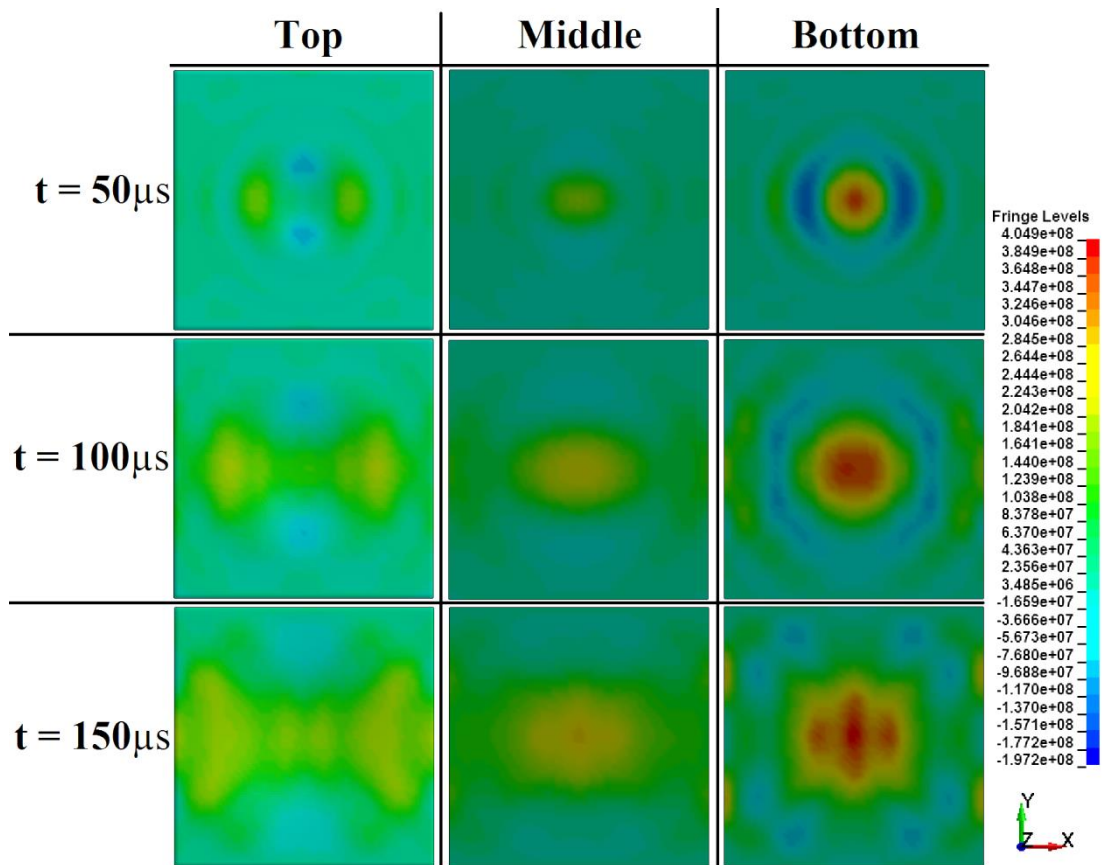 Top Middle Bottom
t = 50μs
t = 100μs
t = 150μs
Fringe Levels
4.049e+08
3.849e+08
3.648e+08
3.447e+08
3.246e+08
3.046e+08
2.845e+08
2.644e+08
2.444e+08
2.243e+08
2.042e+08
1.841e+08
1.641e+08
1.440e+08
1.239e+08
1.038e+08
8.378e+07
6.370e+07
4.363e+07
2.356e+07
3.485e+06
-1.659e+07
-3.666e+07
-5.673e+07
-7.680e+07
-9.688e+07
-1.170e+08
-1.370e+08
-1.571e+08
-1.772e+08
-1.972e+08
Y
Z X